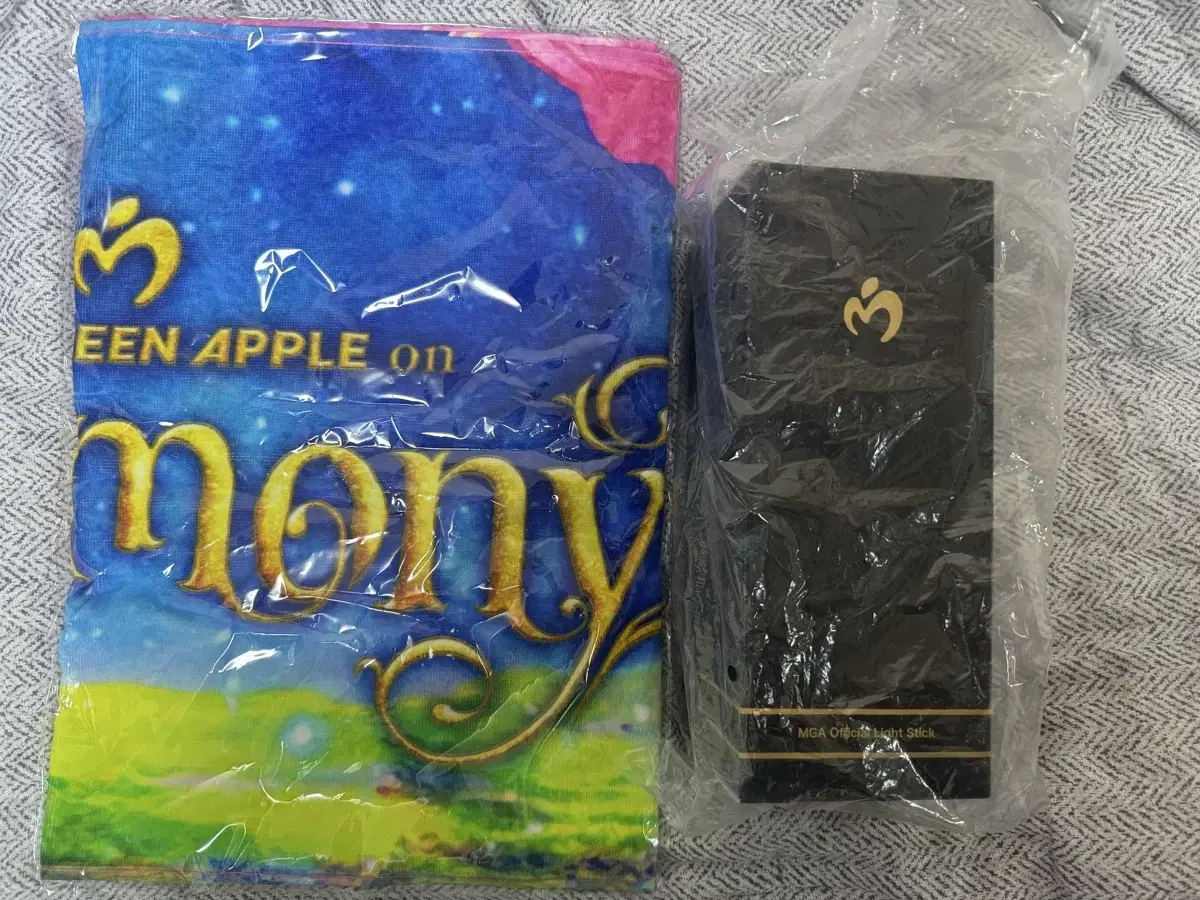 EEN APPLE on
mony
MGA Official Light Stick